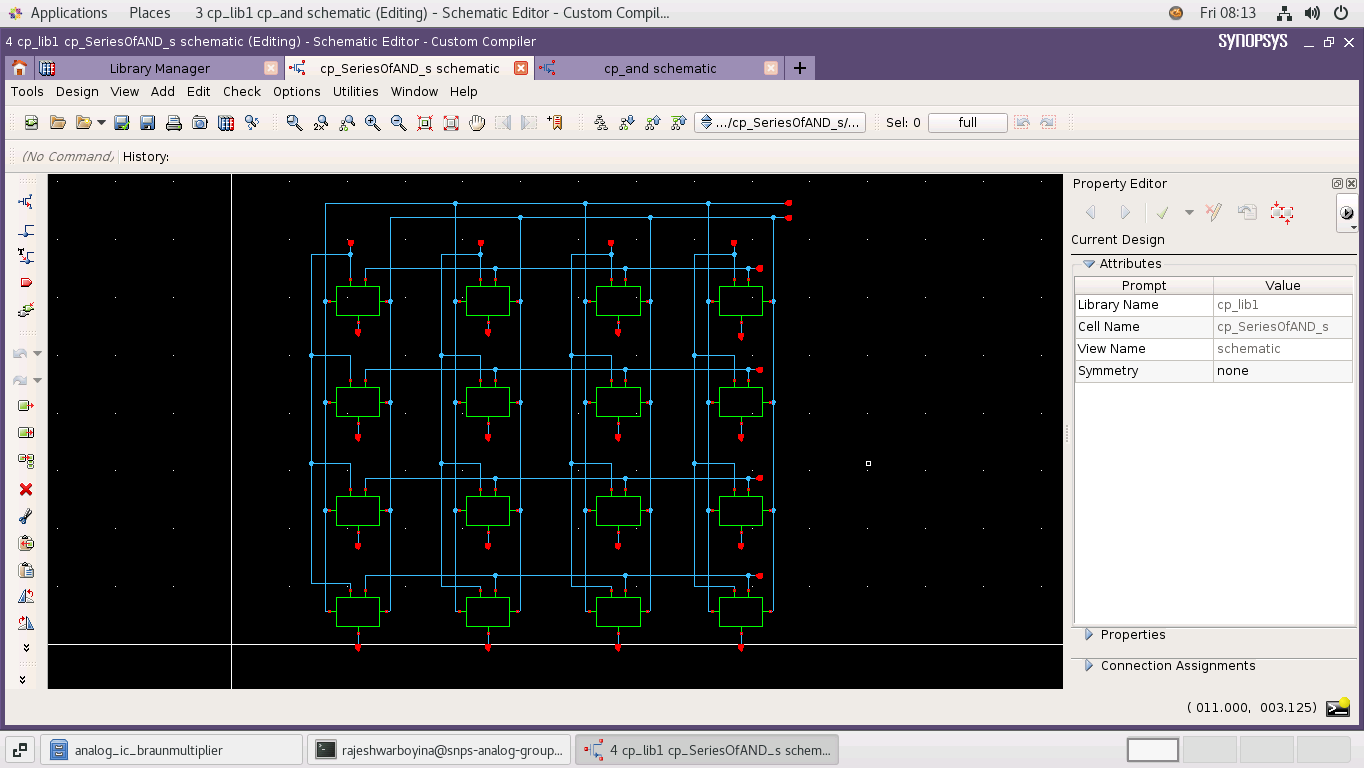 Applications Places 3 cp_lib1 cp_and schematic (Editing) - Schematic Editor - Custom Compil... Fri 08:13
4 cp_lib1 cp_SeriesOfAND_s schematic (Editing) - Schematic Editor - Custom Compiler SYNOPSYS
Library Manager cp_SeriesOfAND_s schematic cp_and schematic
Tools Design View Add Edit Check Options Utilities Window Help
2X .../cp_SeriesOfAND_s/... Sel: 0 full
(No Command) History:
Property Editor
Current Design
Attributes
Prompt Value
Library Name cp_lib1
Cell Name cp_SeriesOfAND_s
View Name schematic
Symmetry none
Properties
Connection Assignments
( 011.000, 003.125)
analog_ic_braunmultiplier rajeshwarboyina@snps-analog-group... 4 cp_lib1 cp_SeriesOfAND_s schem...